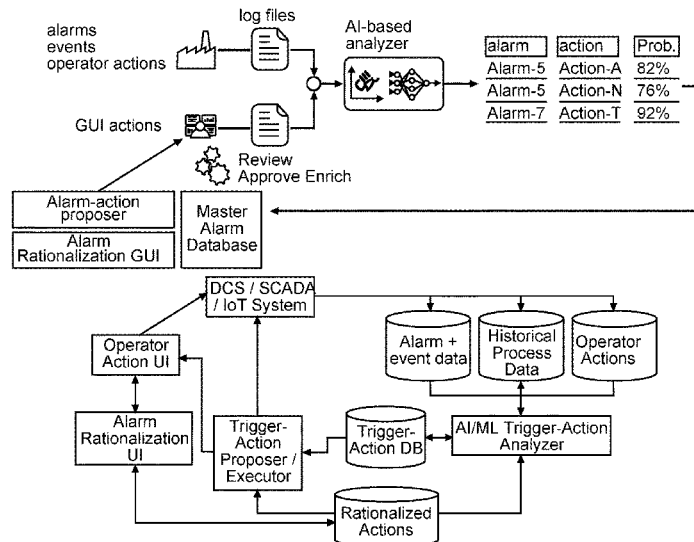 log files
alarms
events
operator actions
AI-based
analyzer
alarm action Prob.
Alarm-5 Action-A 82%
Alarm-5 Action-N 76%
Alarm-7 Action-T 92%
GUI actions
Review
Approve Enrich
Alarm-action
proposer
Alarm
Rationalization GUI
Master
Alarm
Database
DCS / SCADA
/ IoT System
Operator
Action UI
Alarm +
event data
Historical
Process
Data
Operator
Actions
Alarm
Rationalization
UI
Trigger-
Action
Proposer /
Executor
Trigger-
Action DB
AI/ML Trigger-Action
Analyzer
Rationalized
Actions